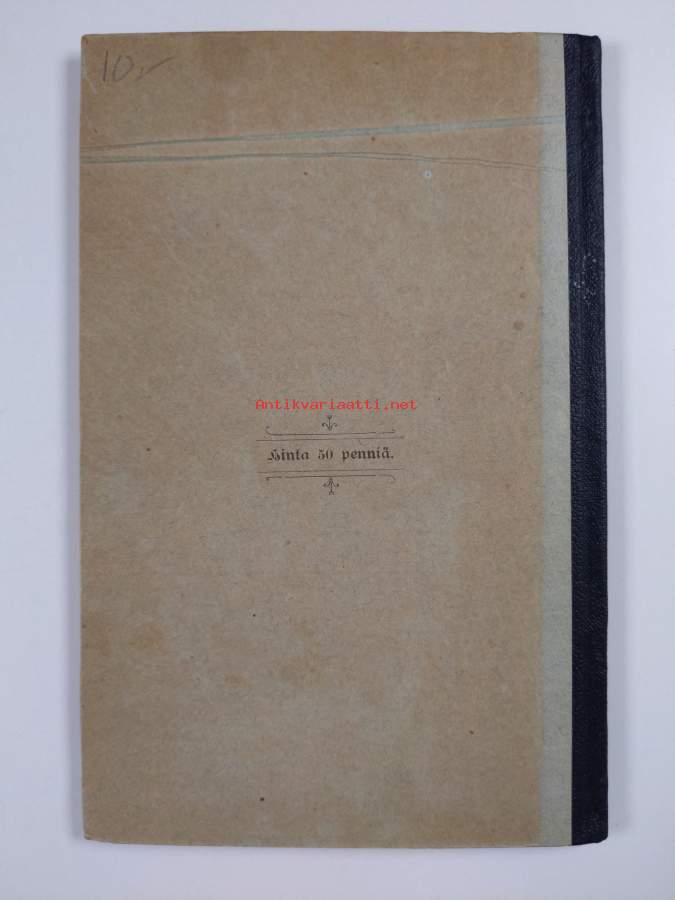 10,-
Antikvariaatti.net
Hinta 50 penniä.